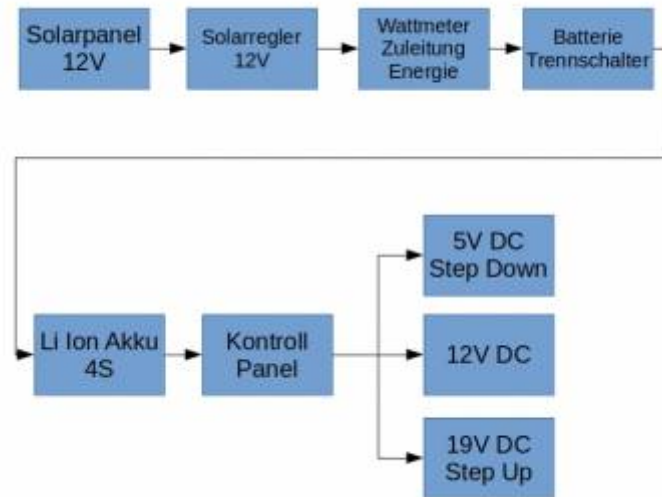 Solarpanel
12V
Solarregler
12V
Wattmeter
Zuleitung
Energie
Batterie
Trennschalter
Li Ion Akku
4S
Kontroll
Panel
5V DC
Step Down
12V DC
19V DC
Step Up